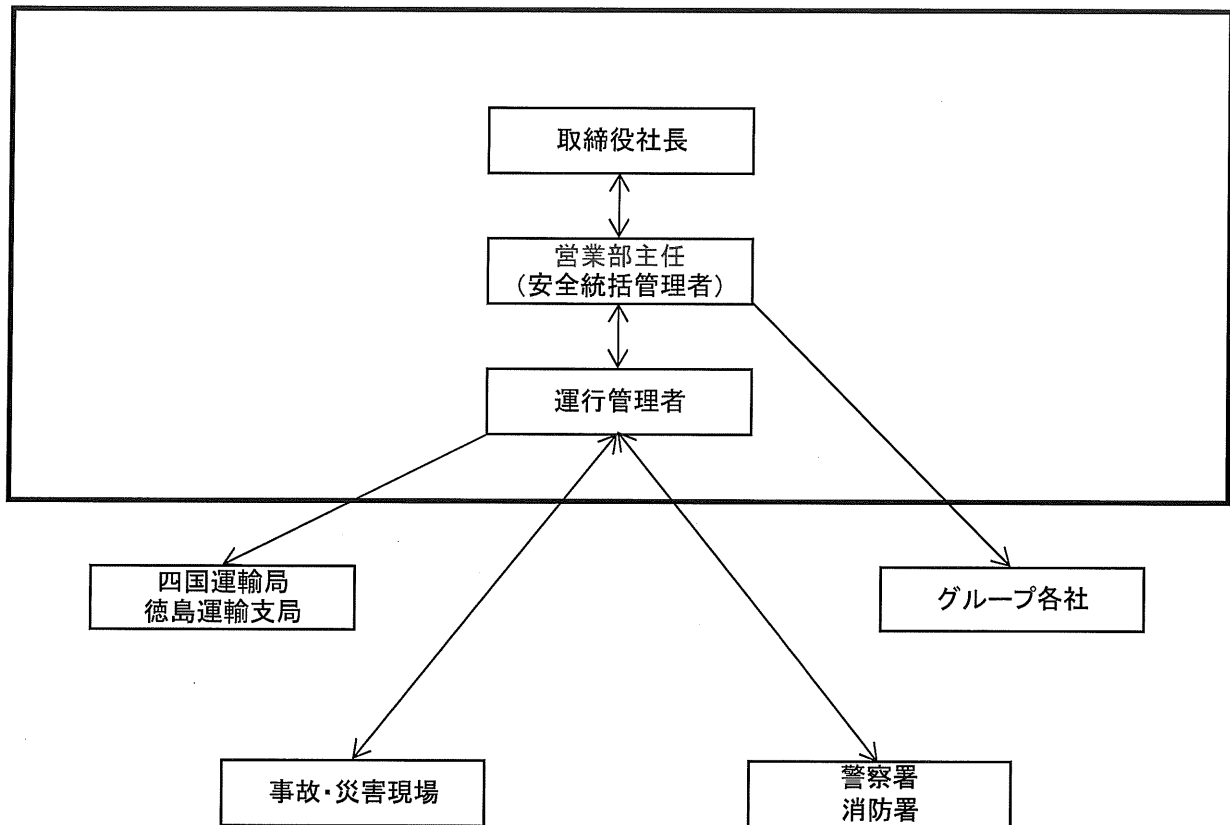 取締役社長
営業部主任
（安全統括管理者）
運行管理者
四国運輸局
徳島運輸支局
グループ各社
事故・災害現場
警察署
消防署